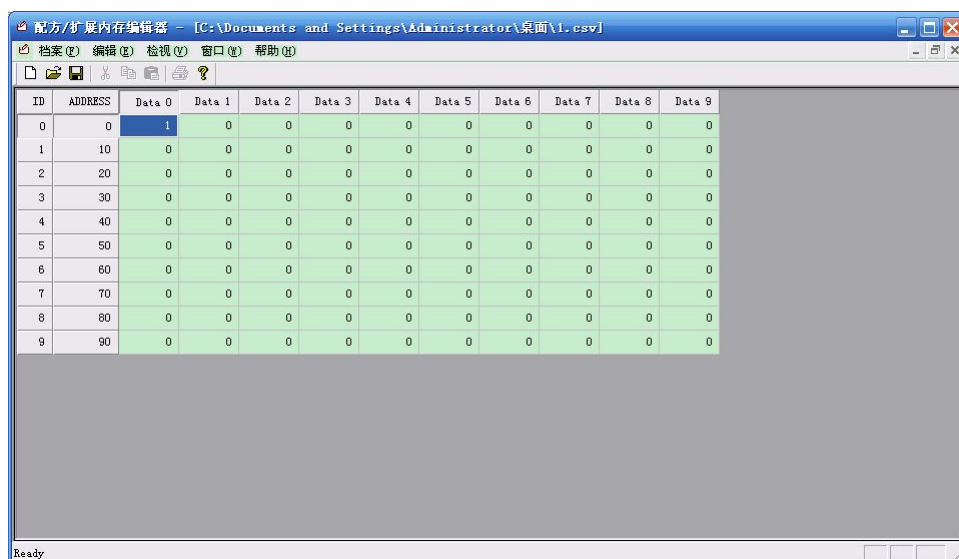 配方/扩展内存编辑器 - [C:\Documents and Settings\Administrator\桌面\1.csv]
档案(F) 编辑(E) 检视(V) 窗口(W) 帮助(H)
ID ADDRESS Data 0 Data 1 Data 2 Data 3 Data 4 Data 5 Data 6 Data 7 Data 8 Data 9
0 0 1 0 0 0 0 0 0 0 0 0
1 10 0 0 0 0 0 0 0 0 0 0
2 20 0 0 0 0 0 0 0 0 0 0
3 30 0 0 0 0 0 0 0 0 0 0
4 40 0 0 0 0 0 0 0 0 0 0
5 50 0 0 0 0 0 0 0 0 0 0
6 60 0 0 0 0 0 0 0 0 0 0
7 70 0 0 0 0 0 0 0 0 0 0
8 80 0 0 0 0 0 0 0 0 0 0
9 90 0 0 0 0 0 0 0 0 0 0
Ready